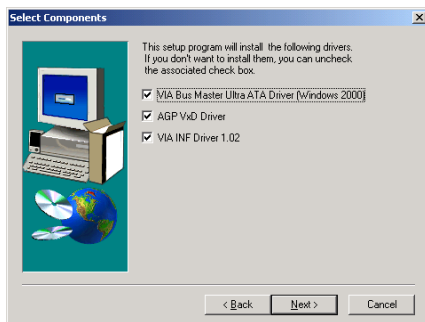 Select Components
This setup program will install the following drivers.
If you don't want to install them, you can uncheck
the associated check box.
VIA Bus Master Ultra ATA Driver (Windows 2000)
AGP VxD Driver
VIA INF Driver 1.02
< Back
Next >
Cancel